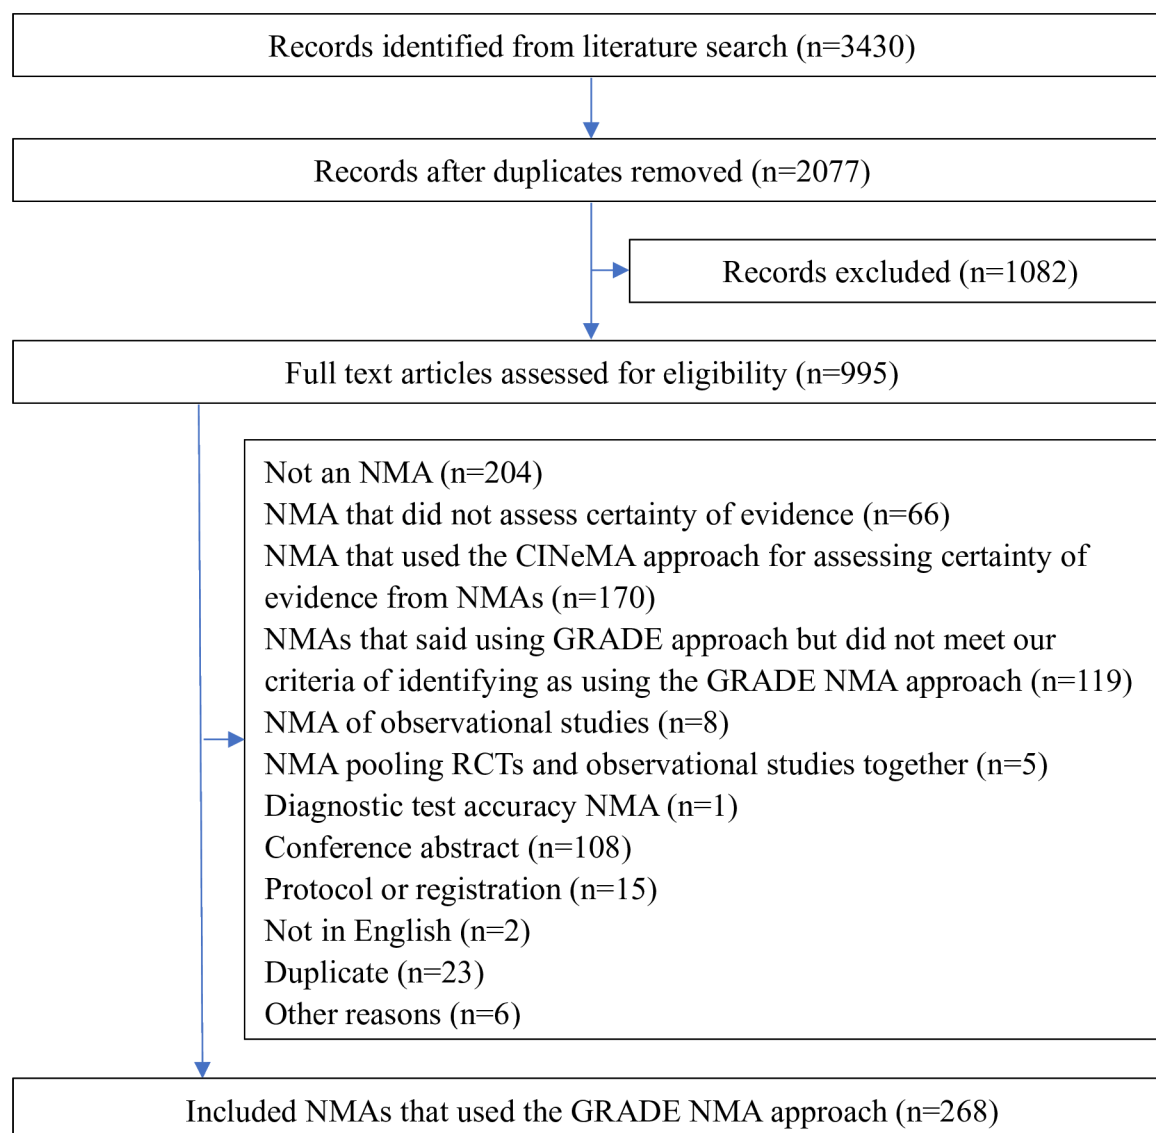 Records identified from literature search (n=3430)
Records after duplicates removed (n=2077)
Records excluded (n=1082)
Full text articles assessed for eligibility (n=995)
Not an NMA (n=204)
NMA that did not assess certainty of evidence (n=66)
NMA that used the CINeMA approach for assessing certainty of
evidence from NMAs (n=170)
NMAs that said using GRADE approach but did not meet our
criteria of identifying as using the GRADE NMA approach (n=119)
NMA of observational studies (n=8)
NMA pooling RCTs and observational studies together (n=5)
Diagnostic test accuracy NMA (n=1)
Conference abstract (n=108)
Protocol or registration (n=15)
Not in English (n=2)
Duplicate (n=23)
Other reasons (n=6)
Included NMAs that used the GRADE NMA approach (n=268)